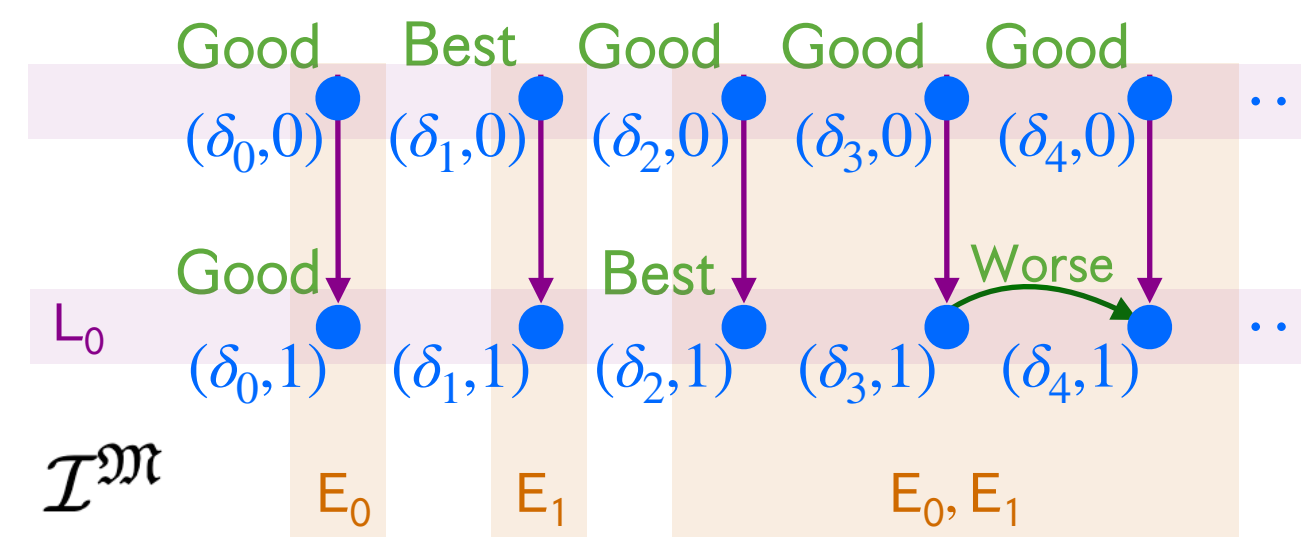 Good Best Good Good Good
(δ₀,0) (δ₁,0) (δ₂,0) (δ₃,0) (δ₄,0) ··
Good Best Worse
L₀ ··
(δ₀,1) (δ₁,1) (δ₂,1) (δ₃,1) (δ₄,1)
ℐ^𝔐 E₀ E₁ E₀, E₁